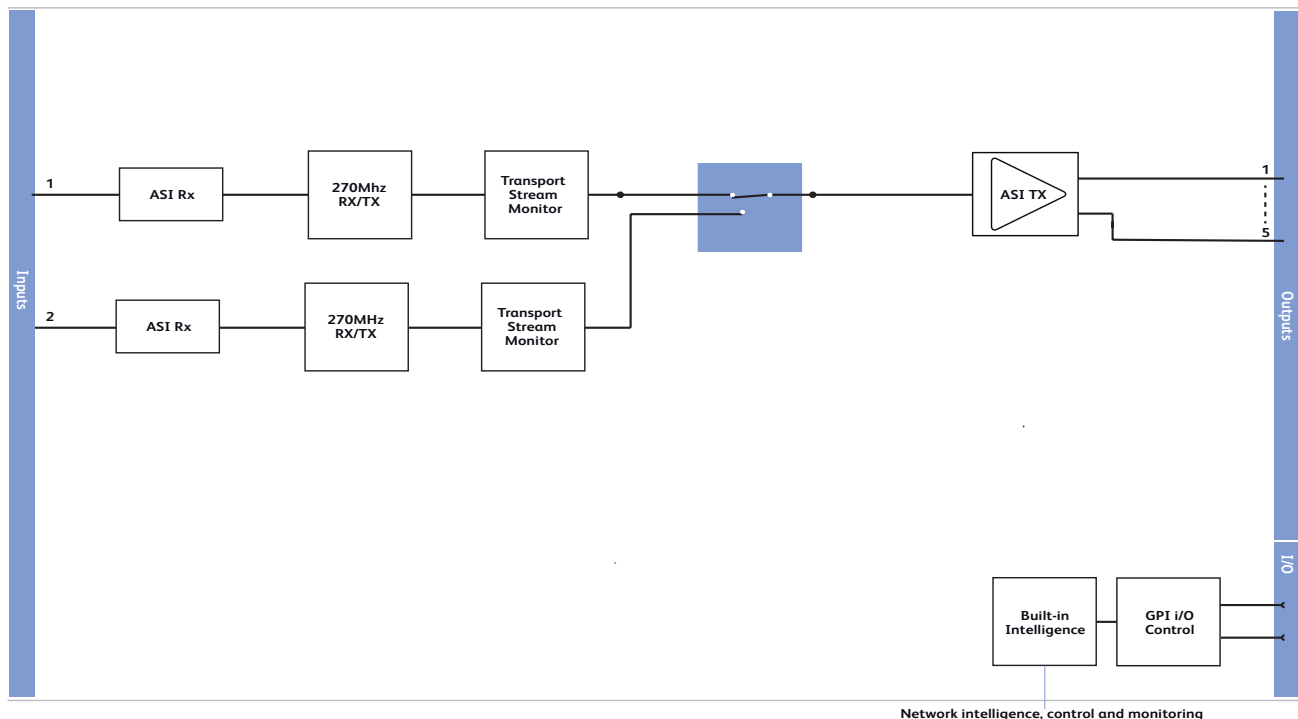 Inputs
1
ASI Rx
270Mhz
RX/TX
Transport
Stream
Monitor
ASI TX
1
5
2
ASI Rx
270MHz
RX/TX
Transport
Stream
Monitor
Outputs
I/O
Built-in
Intelligence
GPI i/O
Control
Network intelligence, control and monitoring